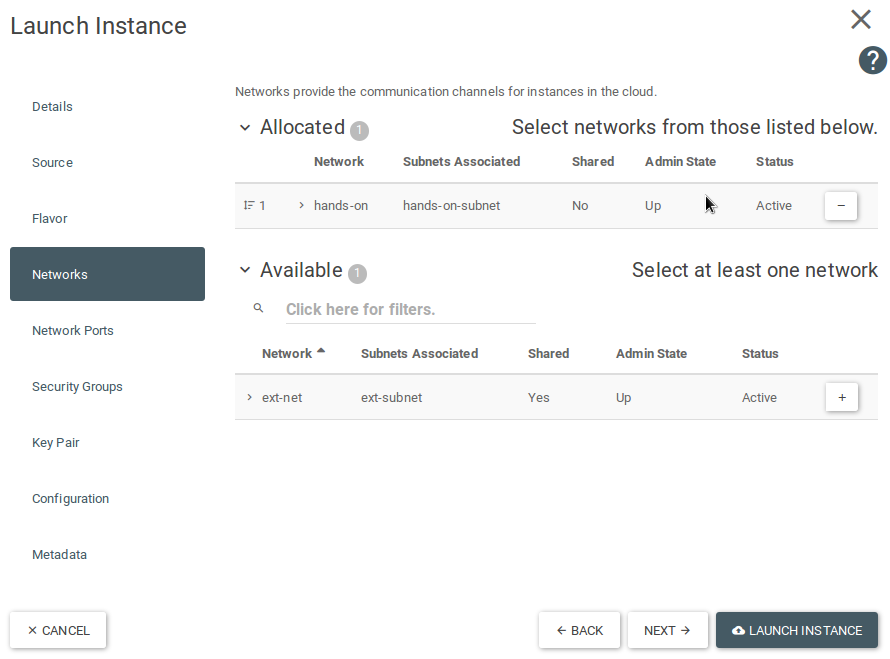 Launch Instance
?
Details
Source
Flavor
Networks
Network Ports
Security Groups
Key Pair
Configuration
Metadata
Networks provide the communication channels for instances in the cloud.
Allocated 1 Select networks from those listed below.
Network Subnets Associated Shared Admin State Status
1 hands-on hands-on-subnet No Up Active −
Available 1 Select at least one network
Click here for filters.
Network Subnets Associated Shared Admin State Status
ext-net ext-subnet Yes Up Active +
× CANCEL ← BACK NEXT → LAUNCH INSTANCE